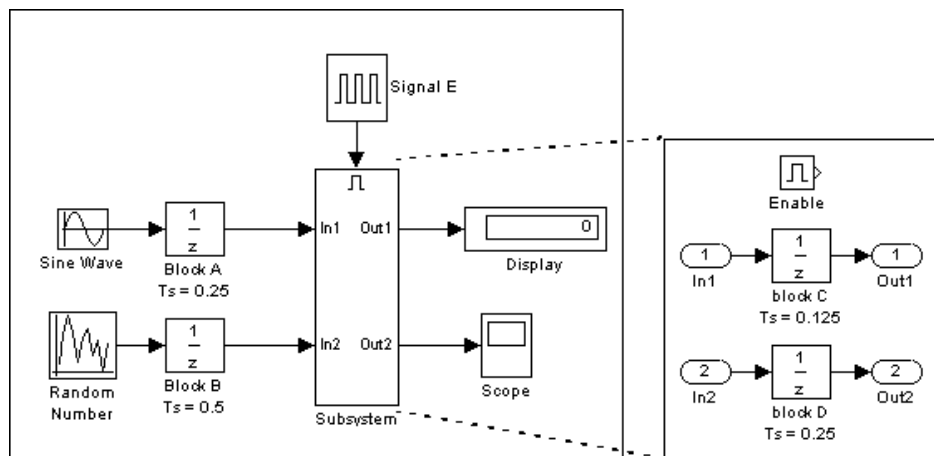 Signal E
In1
Out1
1
z
Sine Wave
Block A
Ts = 0.25
0
Display
In2
Out2
1
z
Random
Number
Block B
Ts = 0.5
Subsystem
Scope
Enable
1
In1
1
z
block C
Ts = 0.125
1
Out1
2
In2
1
z
block D
Ts = 0.25
2
Out2